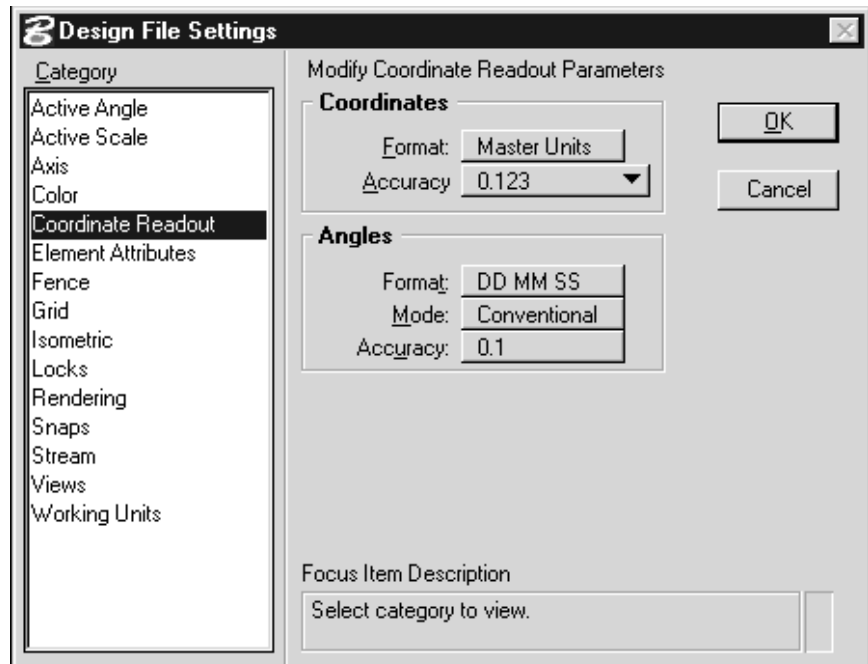 Design File Settings
Category
Active Angle
Active Scale
Axis
Color
Coordinate Readout
Element Attributes
Fence
Grid
Isometric
Locks
Rendering
Snaps
Stream
Views
Working Units
Modify Coordinate Readout Parameters
Coordinates
Format: Master Units
Accuracy 0.123
Angles
Format: DD MM SS
Mode: Conventional
Accuracy: 0.1
OK
Cancel
Focus Item Description
Select category to view.